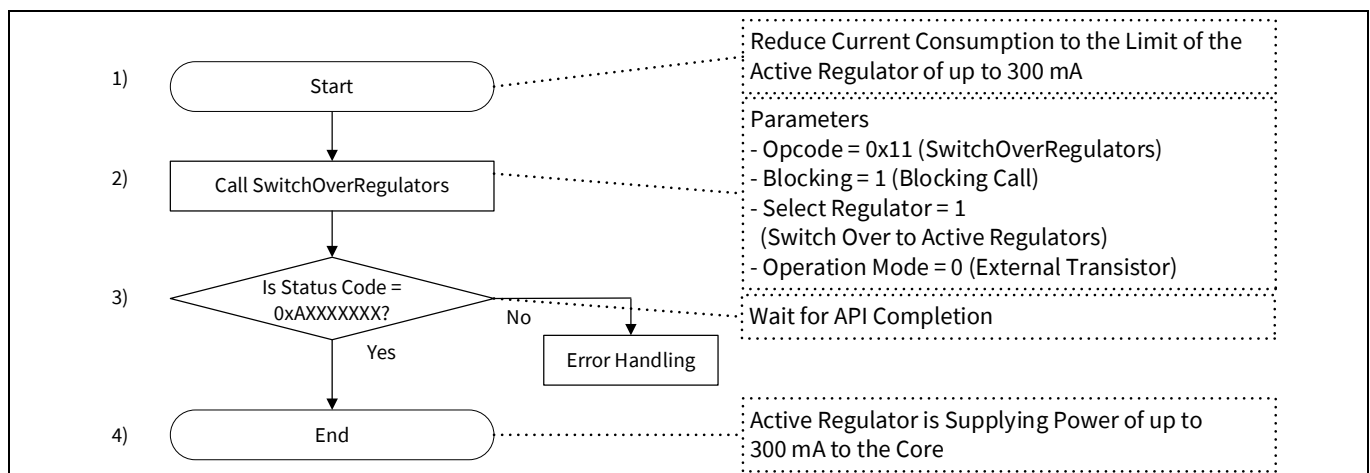 Reduce Current Consumption to the Limit of the
Active Regulator of up to 300 mA
1)
Start
Parameters
- Opcode = 0x11 (SwitchOverRegulators)
- Blocking = 1 (Blocking Call)
- Select Regulator = 1
(Switch Over to Active Regulators)
- Operation Mode = 0 (External Transistor)
2)
Call SwitchOverRegulators
3)
Is Status Code =
0xAXXXXXXX?
No
Yes
Wait for API Completion
Error Handling
4)
End
Active Regulator is Supplying Power of up to
300 mA to the Core